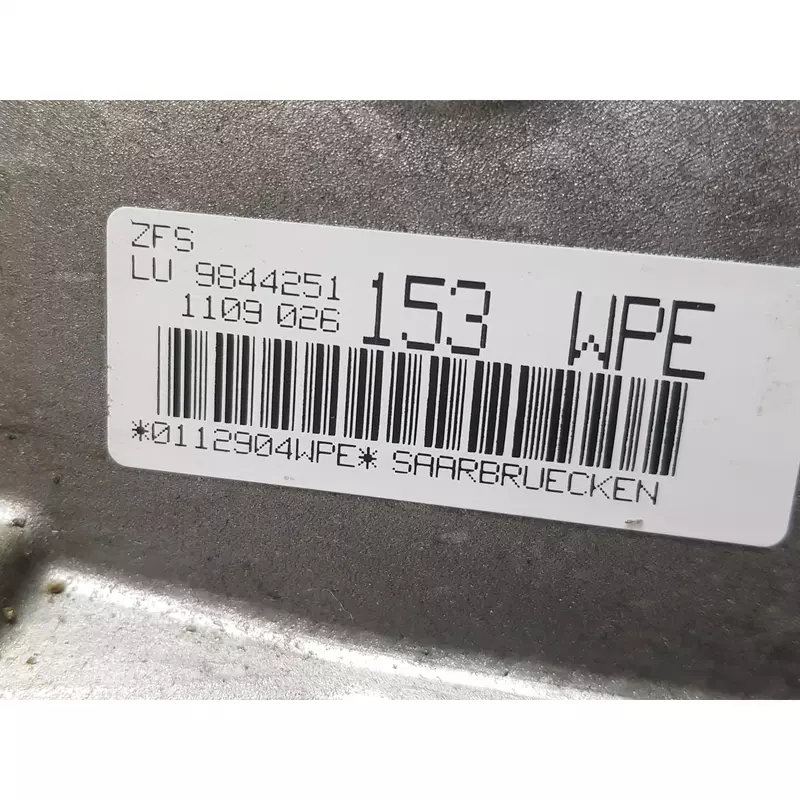 ZFS
LU 9844251 153 WPE
1109 026
*0112904WPE* SAARBRUECKEN